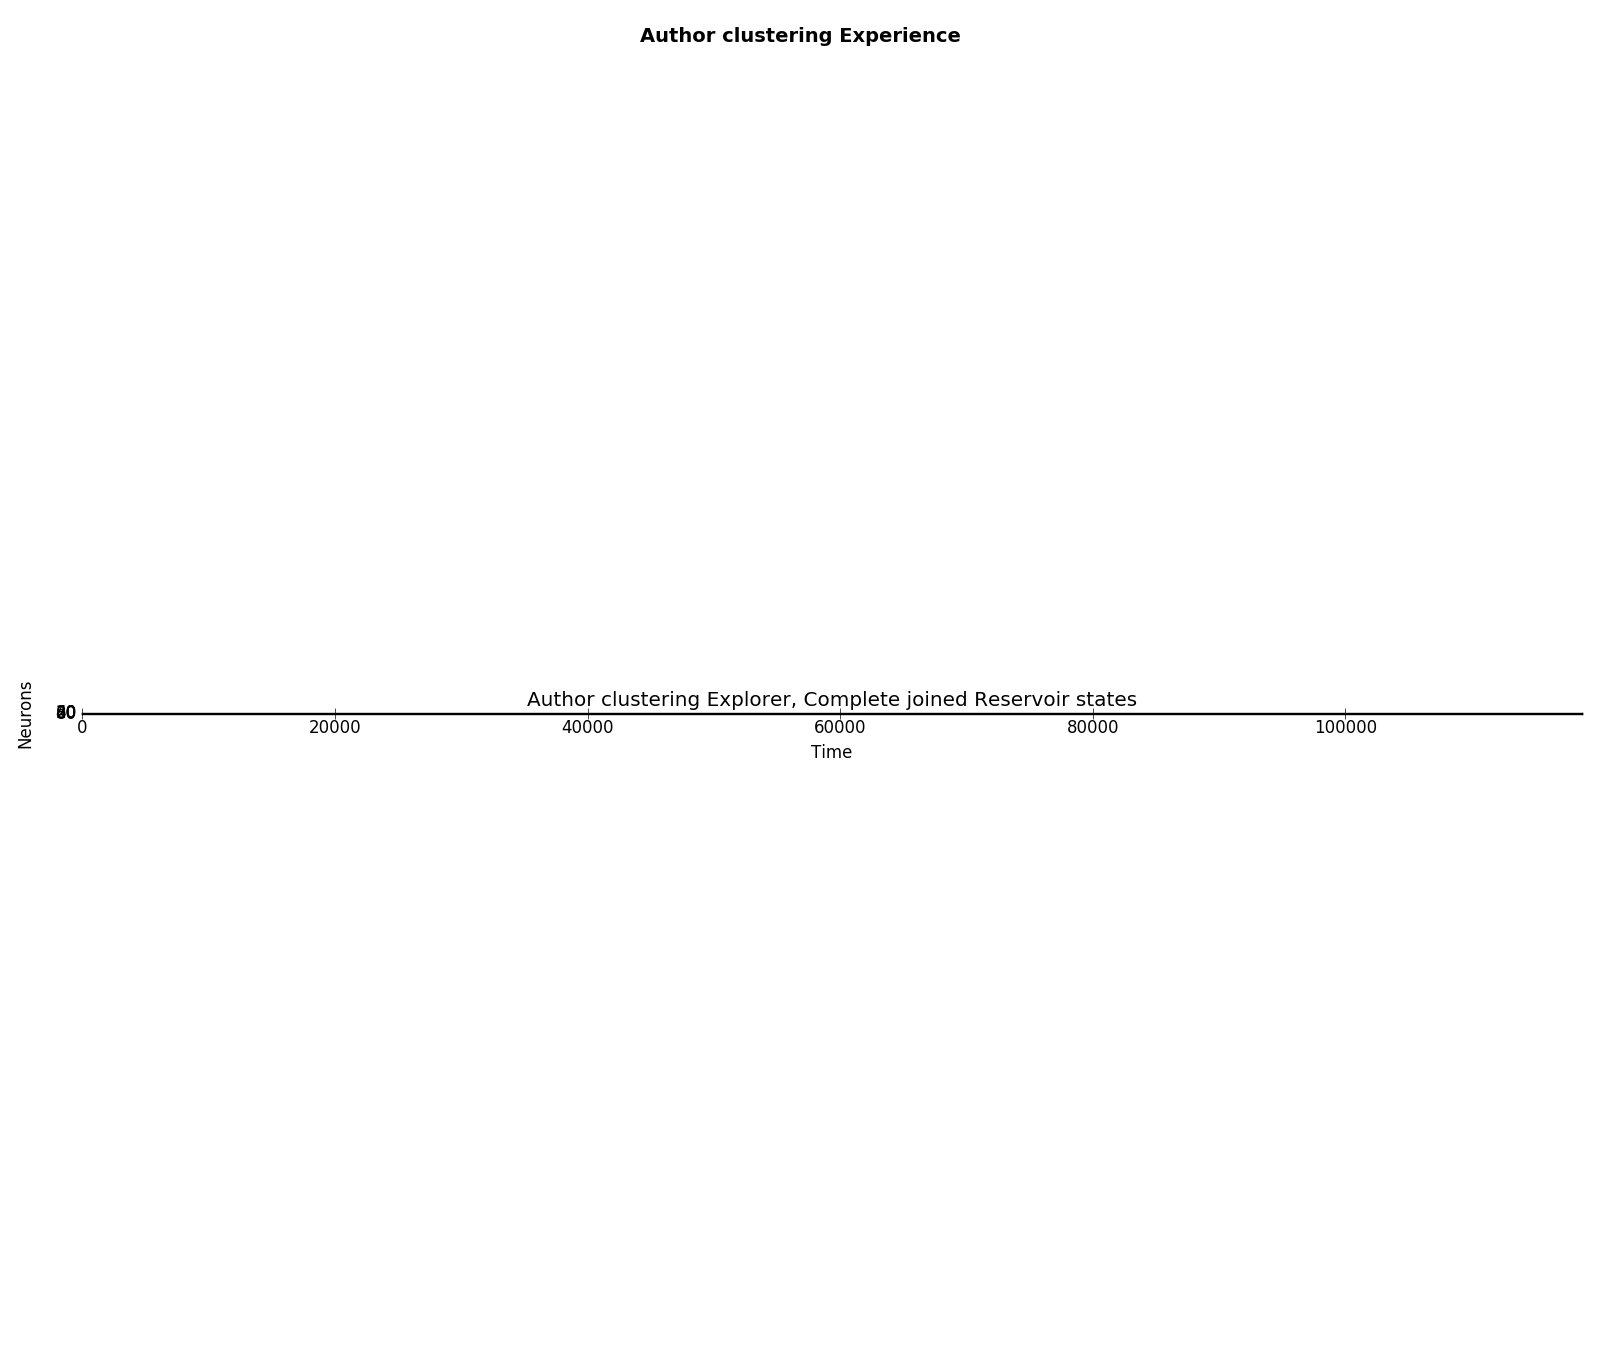 Author clustering Experience
Author clustering Explorer, Complete joined Reservoir states
Neurons
0 20000 40000 60000 80000 100000
Time